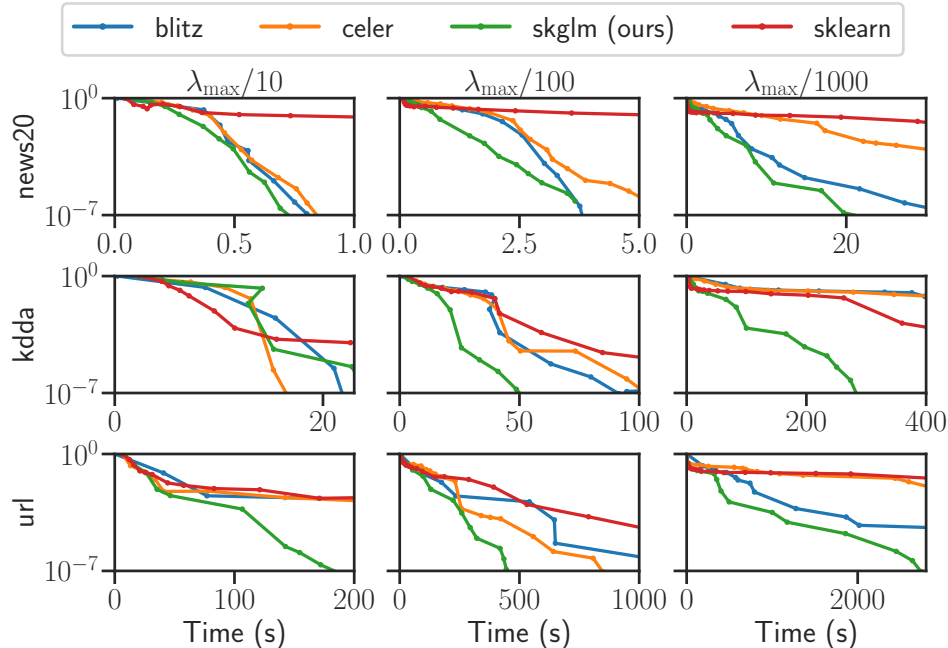 blitz celer skglm (ours) sklearn
λmax/10 λmax/100 λmax/1000
news20
10^0
10^-7
0.0 0.5 1.0 0.0 2.5 5.0 0 20
kdda
10^0
10^-7
0 20 0 50 100 0 200 400
url
10^0
10^-7
0 100 200 0 500 1000 0 2000
Time (s) Time (s) Time (s)